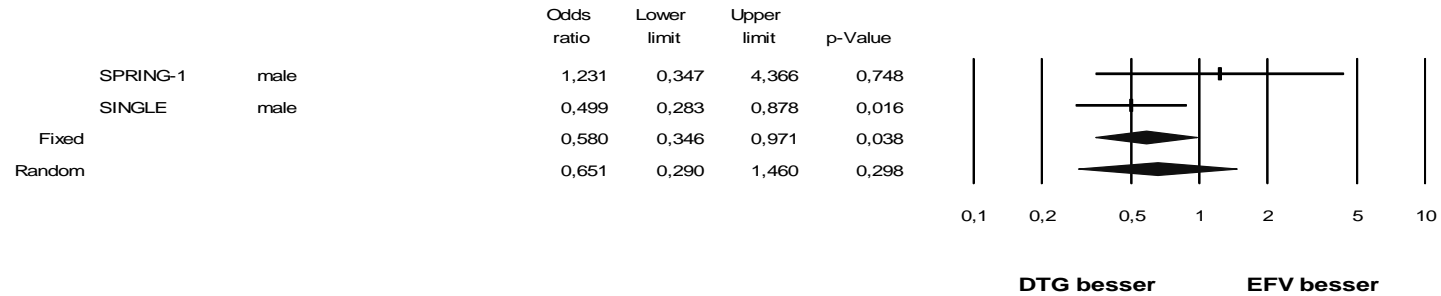 Odds Lower Upper
ratio limit limit p-Value
SPRING-1 male 1,231 0,347 4,366 0,748
SINGLE male 0,499 0,283 0,878 0,016
Fixed 0,580 0,346 0,971 0,038
Random 0,651 0,290 1,460 0,298
0,1 0,2 0,5 1 2 5 10
DTG besser EFV besser